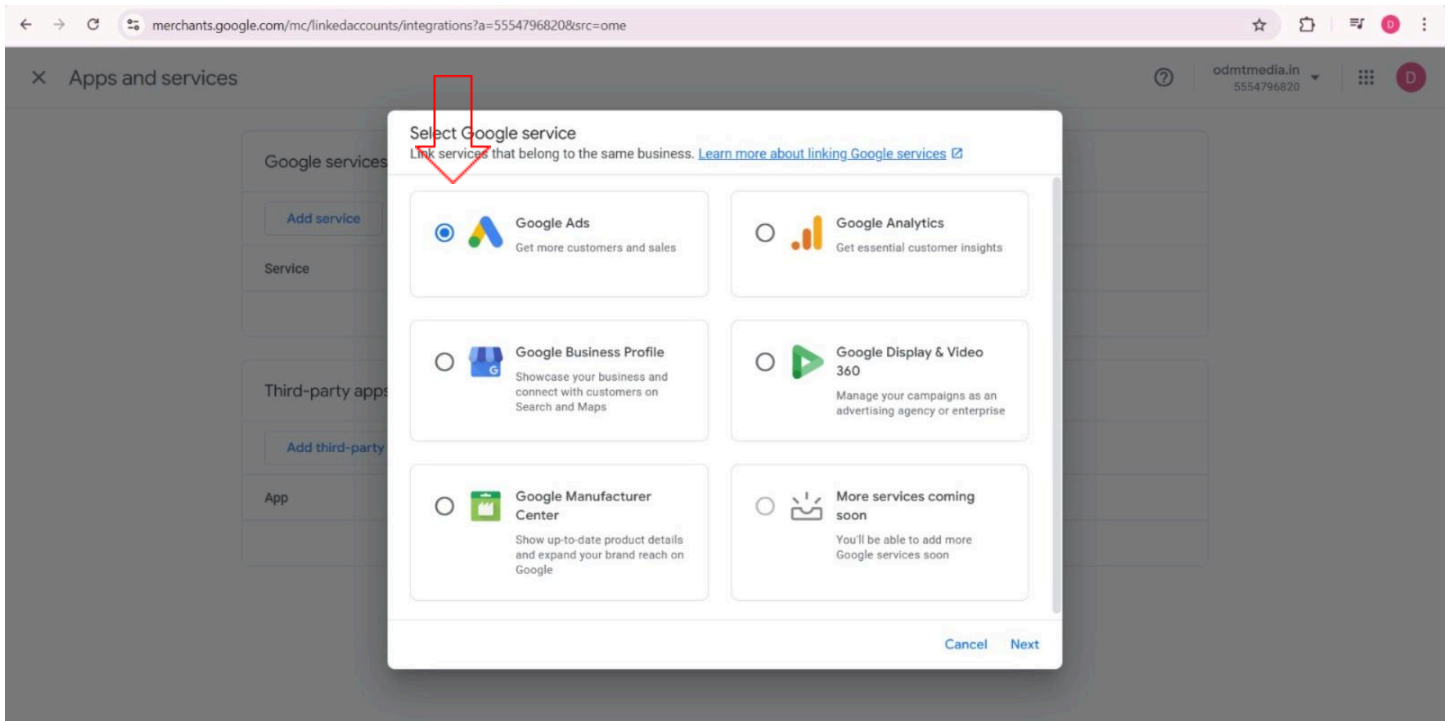 merchants.google.com/mc/linkedaccounts/integrations?a=5554796820&src=ome
D
Apps and services
odmtmedia.in
5554796820
D
Select Google service
Link services that belong to the same business. Learn more about linking Google services
Google services
Add service
Service
Google Ads
Get more customers and sales
Google Analytics
Get essential customer insights
Google Business Profile
Showcase your business and
connect with customers on
Search and Maps
Google Display & Video
360
Manage your campaigns as an
advertising agency or enterprise
Third-party apps
Add third-party
App
Google Manufacturer
Center
Show up-to-date product details
and expand your brand reach on
Google
More services coming
soon
You'll be able to add more
Google services soon
Cancel Next